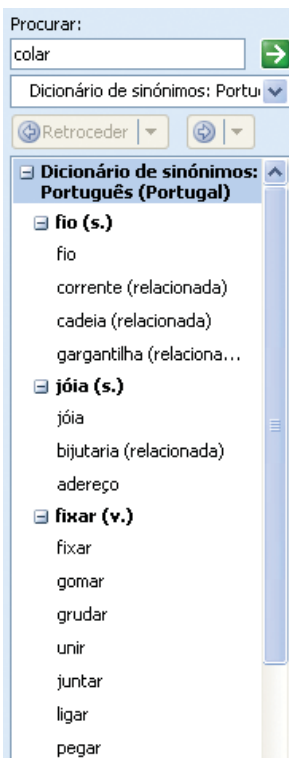 Procurar:
colar
Dicionário de sinónimos: Portu
Retroceder
Dicionário de sinónimos:
Português (Portugal)
fio (s.)
fio
corrente (relacionada)
cadeia (relacionada)
gargantilha (relaciona...
jóia (s.)
jóia
bijutaria (relacionada)
adereço
fixar (v.)
fixar
gomar
grudar
unir
juntar
ligar
pegar